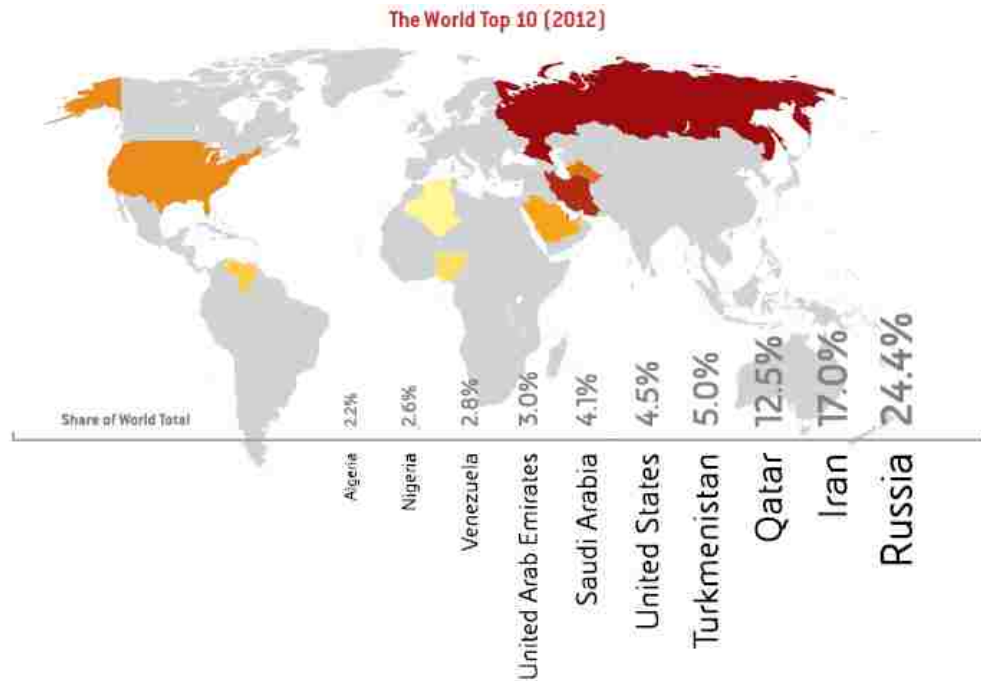 The World Top 10 (2012)
Share of World Total
2.2%
2.6%
2.8%
3.0%
4.1%
4.5%
5.0%
12.5%
17.0%
24.4%
Algeria
Nigeria
Venezuela
United Arab Emirates
Saudi Arabia
United States
Turkmenistan
Qatar
Iran
Russia